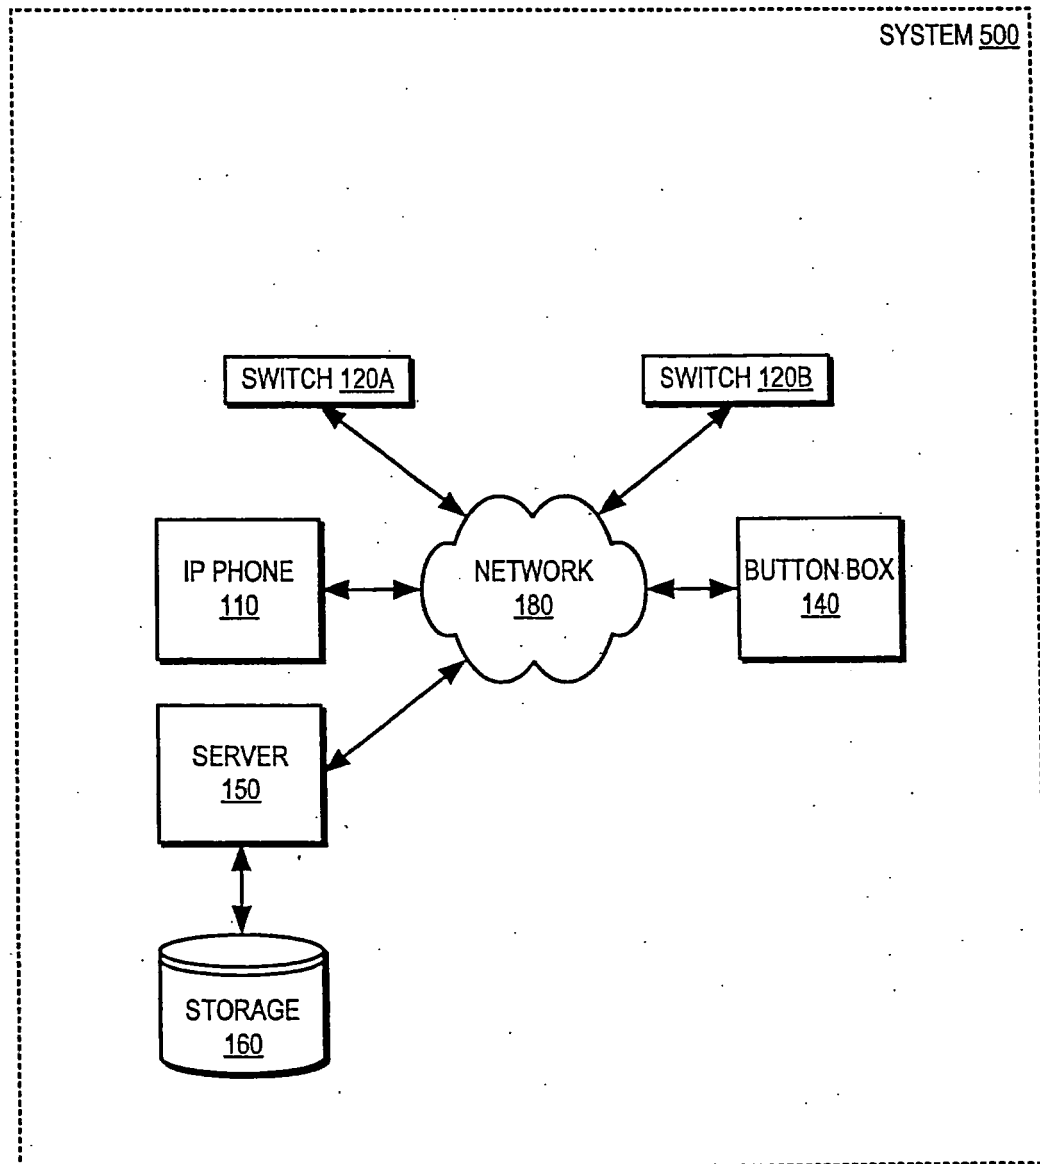 SYSTEM 500
SWITCH 120A
SWITCH 120B
IP PHONE
110
NETWORK
180
BUTTON BOX
140
SERVER
150
STORAGE
160